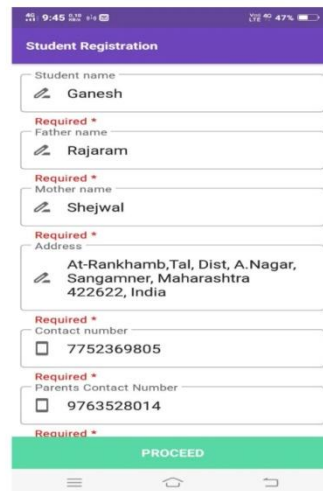 9:45
47%
Student Registration
Student name
Ganesh
Required *
Father name
Rajaram
Required *
Mother name
Shejwal
Required *
Address
At-Rankhamb,Tal, Dist, A.Nagar,
Sangamner, Maharashtra
422622, India
Required *
Contact number
7752369805
Required *
Parents Contact Number
9763528014
Required *
PROCEED